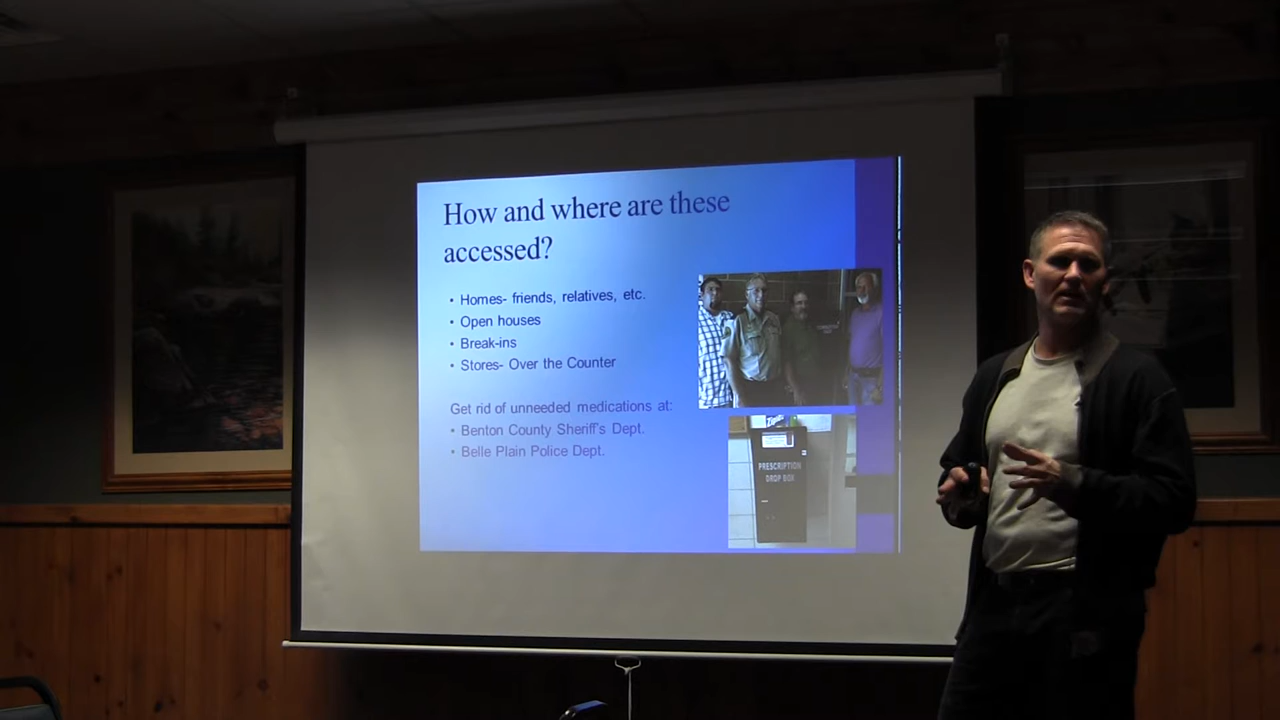 How and where are these
accessed?
• Homes- friends, relatives, etc.
• Open houses
• Break-ins
• Stores- Over the Counter
Get rid of unneeded medications at:
• Benton County Sheriff's Dept.
• Belle Plain Police Dept.
PRESCRIPTION
DROP BOX